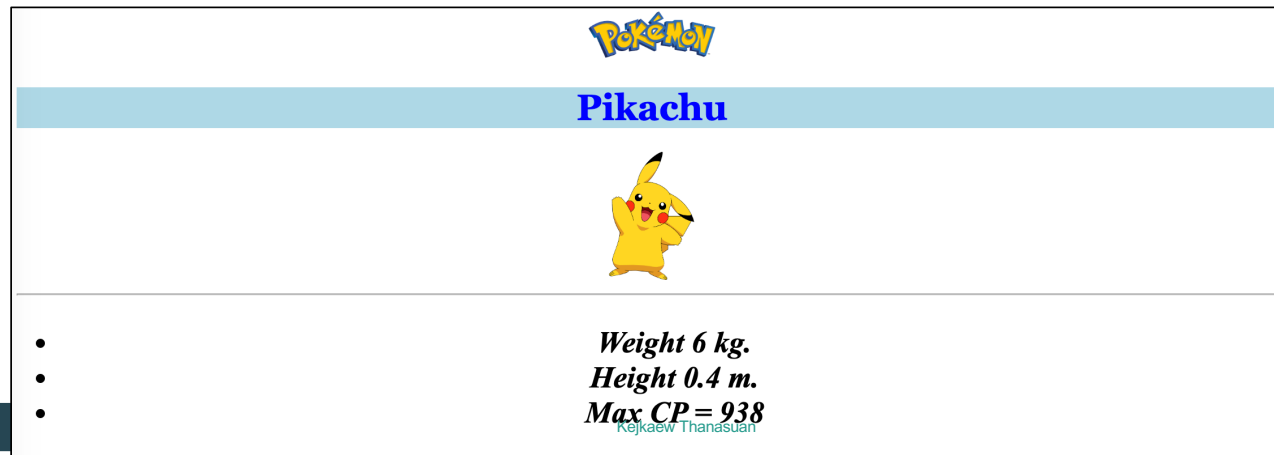 POKÉMON
Pikachu
Weight 6 kg.
Height 0.4 m.
Max CP = 938
Kejkaew Thanasuan